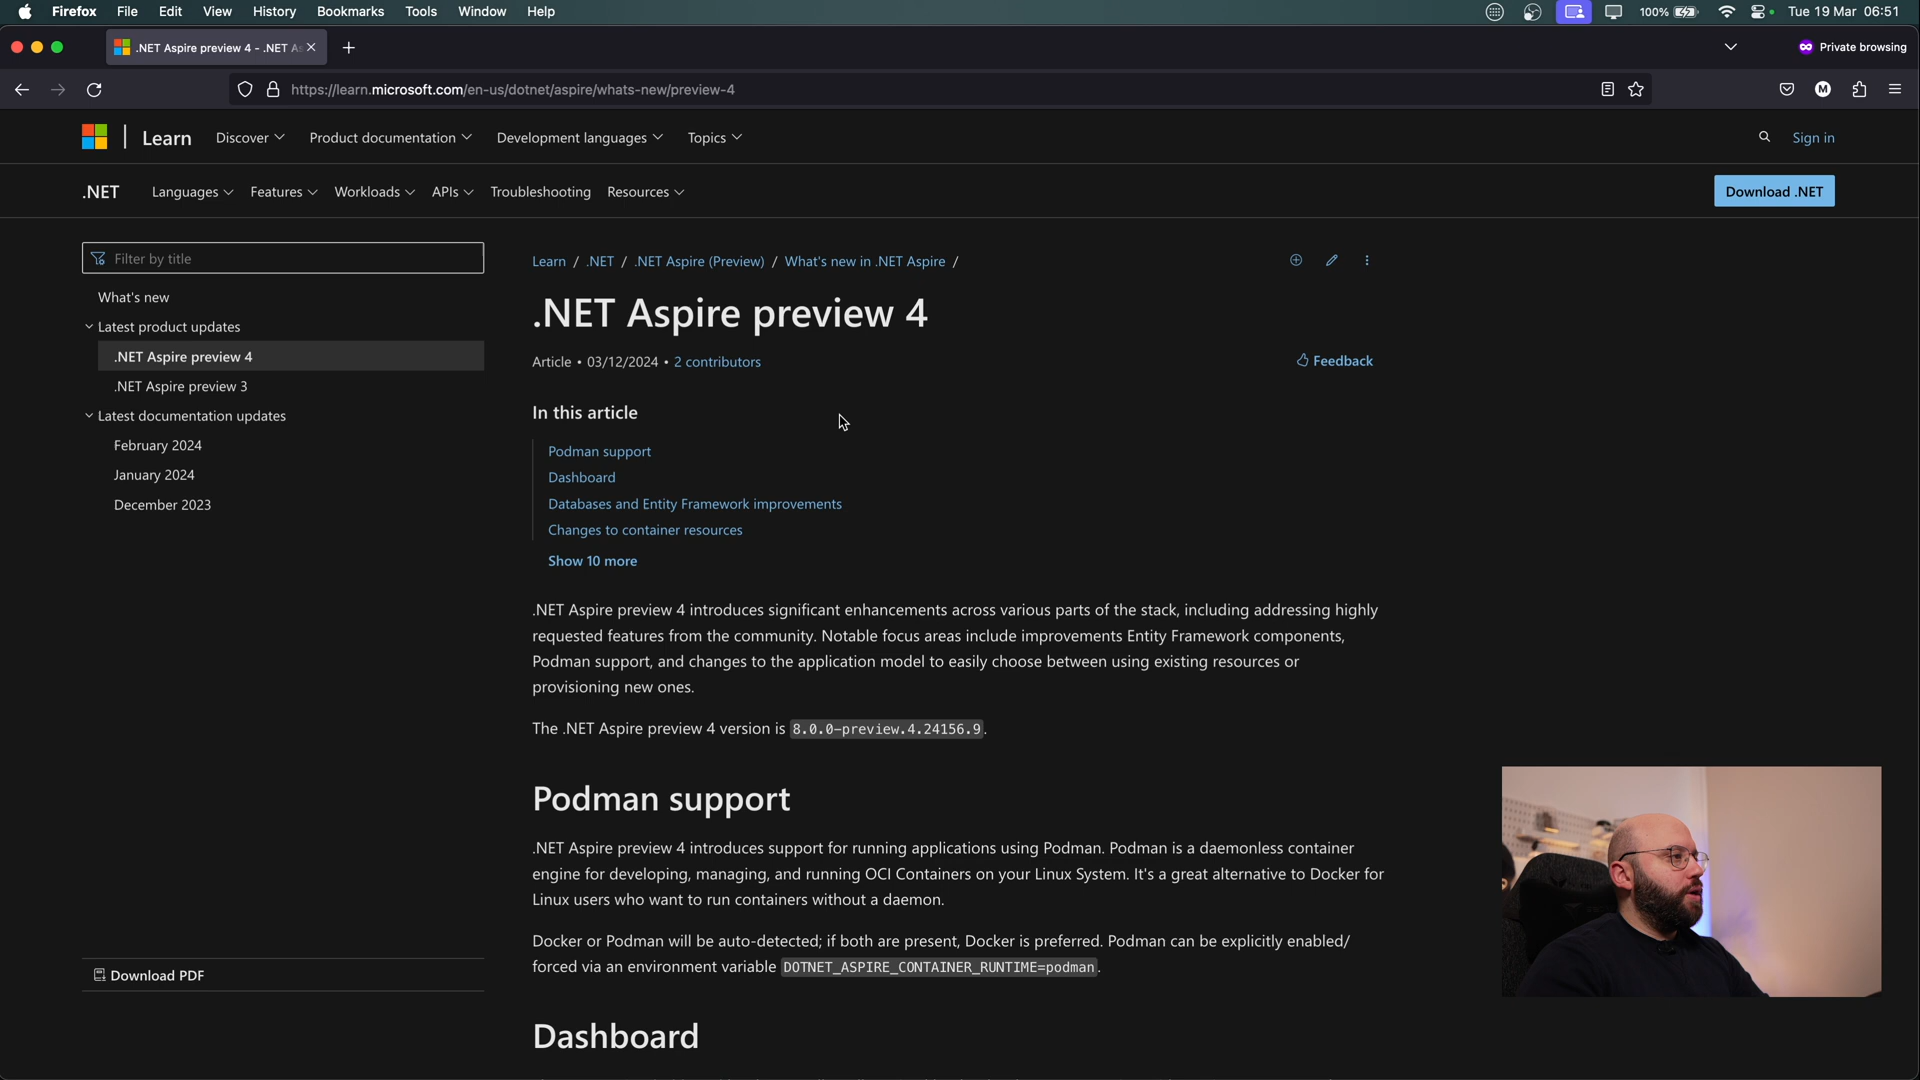 Firefox File Edit View History Bookmarks Tools Window Help 100% Tue 19 Mar 06:51
.NET Aspire preview 4 - .NET As Private browsing
https://learn.microsoft.com/en-us/dotnet/aspire/whats-new/preview-4 M
Learn Discover Product documentation Development languages Topics Sign in
.NET Languages Features Workloads APIs Troubleshooting Resources Download .NET
Filter by title
What's new
Latest product updates
.NET Aspire preview 4
.NET Aspire preview 3
Latest documentation updates
February 2024
January 2024
December 2023
Download PDF
Learn / .NET / .NET Aspire (Preview) / What's new in .NET Aspire /
.NET Aspire preview 4
Article • 03/12/2024 • 2 contributors
Feedback
In this article
Podman support
Dashboard
Databases and Entity Framework improvements
Changes to container resources
Show 10 more
.NET Aspire preview 4 introduces significant enhancements across various parts of the stack, including addressing highly
requested features from the community. Notable focus areas include improvements Entity Framework components,
Podman support, and changes to the application model to easily choose between using existing resources or
provisioning new ones.
The .NET Aspire preview 4 version is 8.0.0-preview.4.24156.9.
Podman support
.NET Aspire preview 4 introduces support for running applications using Podman. Podman is a daemonless container
engine for developing, managing, and running OCI Containers on your Linux System. It's a great alternative to Docker for
Linux users who want to run containers without a daemon.
Docker or Podman will be auto-detected; if both are present, Docker is preferred. Podman can be explicitly enabled/
forced via an environment variable DOTNET_ASPIRE_CONTAINER_RUNTIME=podman.
Dashboard